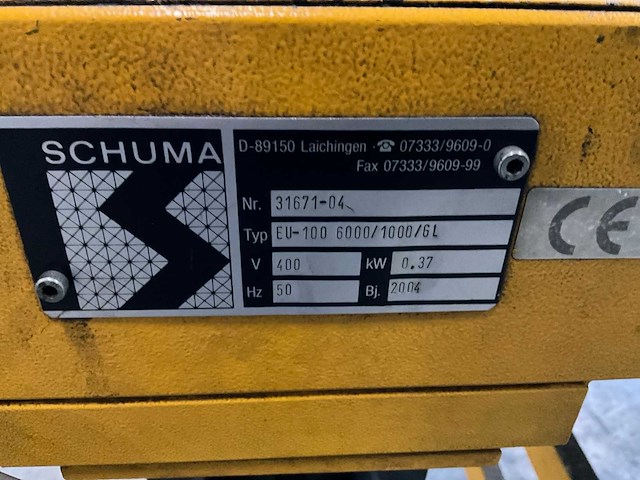 SCHUMA
D-89150 Laichingen · ☎ 07333/9609-0
Fax 07333/9609-99
Nr. 31671-04
Typ EU-100 6000/1000/GL
V 400 kW 0.37
Hz 50 Bj. 2004
CE